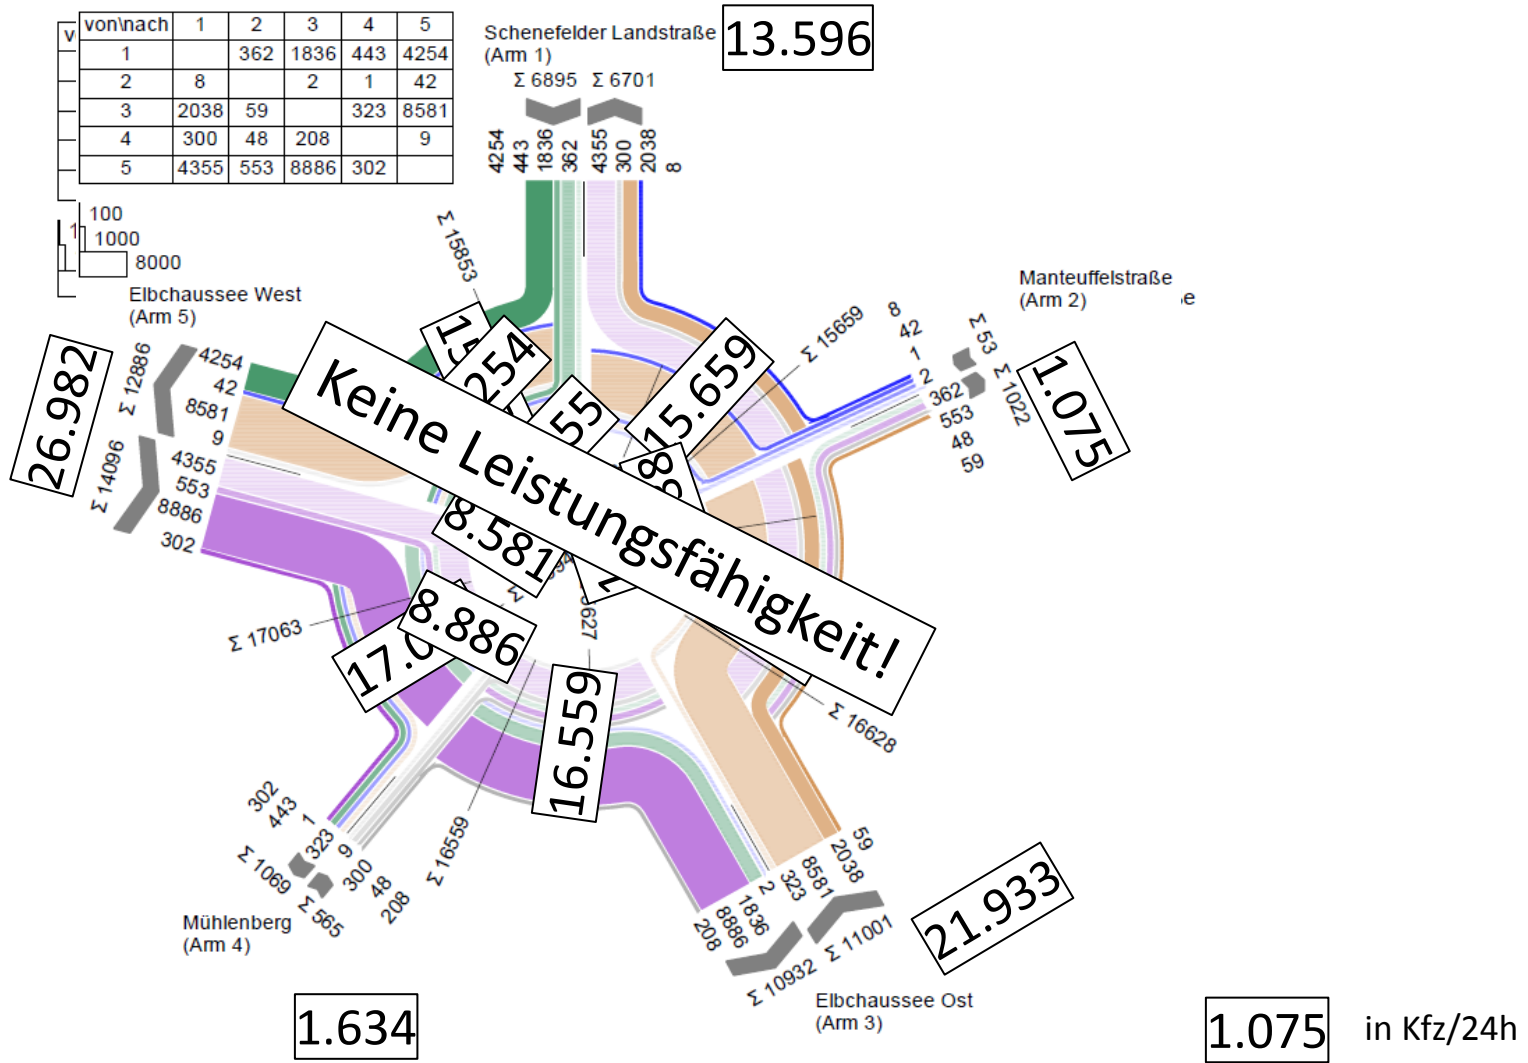 von\nach 1 2 3 4 5
1 362 1836 443 4254
2 8 2 1 42
3 2038 59 323 8581
4 300 48 208 9
5 4355 553 8886 302
100
1000
8000
Schenefelder Landstraße
(Arm 1)
13.596
Σ 6895 Σ 6701
4254 443 1836 362 4355 300 2038 8
Σ 15853
Σ 15659
Manteuffelstraße
(Arm 2)
8
42
1
2
362
553
48
59
Σ 53
Σ 1022
1.075
Elbchaussee West
(Arm 5)
26.982
Σ 12886
Σ 14096
4254
42
8581
9
4355
553
8886
302
15.659
Keine Leistungsfähigkeit!
8.581
8.886
Σ 17063
16.559
Σ 16559
Σ 16628
302
443
1
323
9
300
48
208
Σ 1069
Σ 565
Mühlenberg
(Arm 4)
1.634
59
2038
8581
323
2
1836
8886
208
Σ 11001
Σ 10932
21.933
Elbchaussee Ost
(Arm 3)
1.075 in Kfz/24h